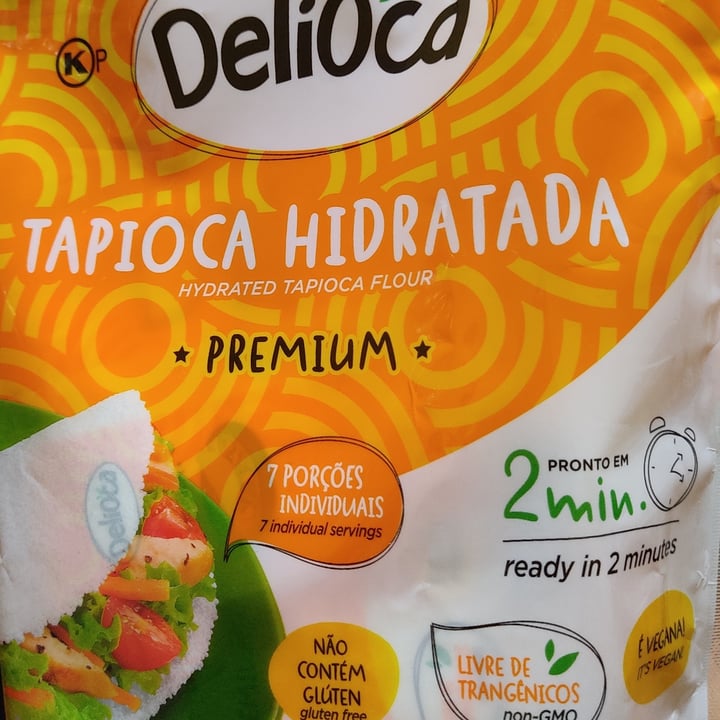 K P
DeliOca
TAPIOCA HIDRATADA
HYDRATED TAPIOCA FLOUR
★ PREMIUM ★
7 PORÇÕES
INDIVIDUAIS
7 individual servings
PRONTO EM
2 min.
ready in 2 minutes
DeliOca
NÃO
CONTÉM
GLÚTEN
gluten free
LIVRE DE
TRANGÊNICOS
non-GMO
É VEGANA!
IT'S VEGAN!